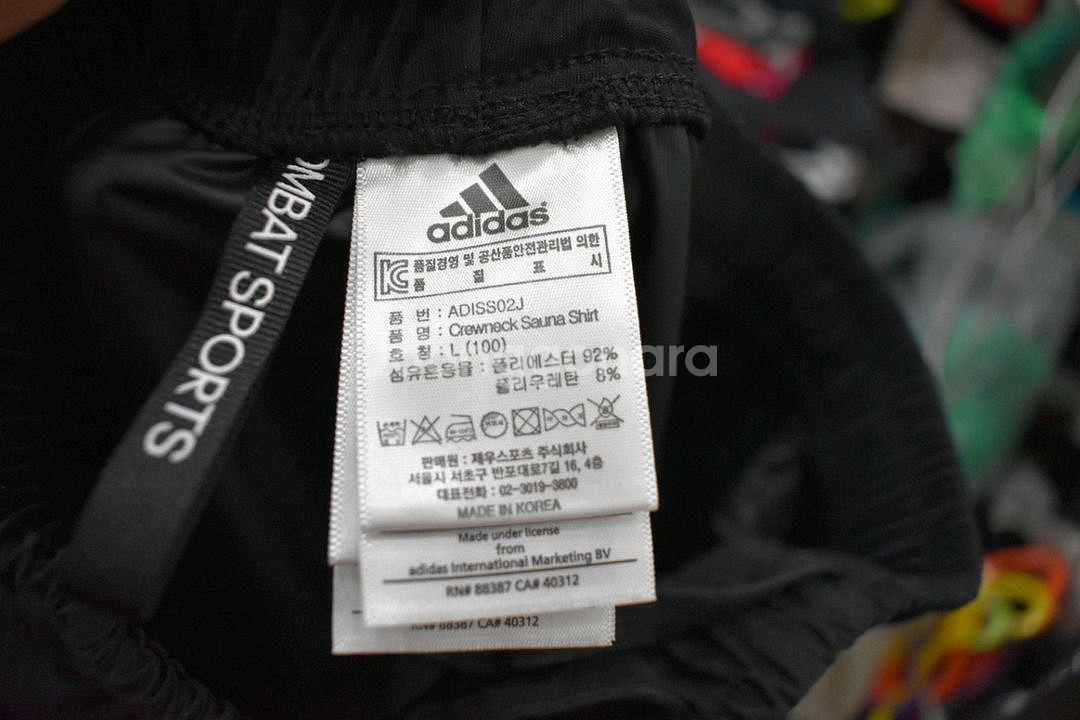 OMBAT SPORTS
adidas
품질경영 및 공산품안전관리법 의한
품 질 표 시
품 번 : ADISS02J
품 명 : Crewneck Sauna Shirt
호 칭 : L (100)
섬유혼용율 : 폴리에스터 92%
폴리우레탄 8%
판매원 : 제우스포츠 주식회사
서울시 서초구 반포대로7길 16, 4층
대표전화 : 02-3019-3800
MADE IN KOREA
Made under license
from
adidas International Marketing BV
RN# 88387 CA# 40312
RN# 88387 CA# 40312